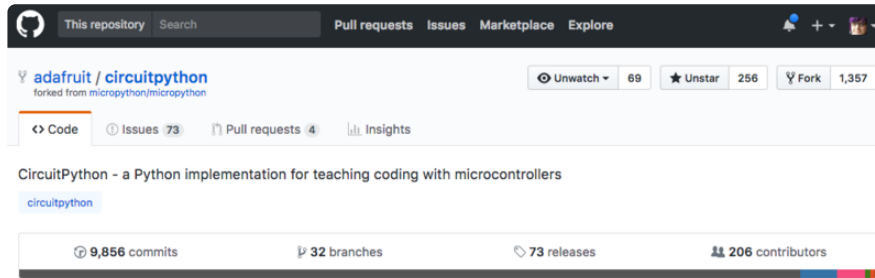 This repository Search Pull requests Issues Marketplace Explore
adafruit / circuitpython Unwatch 69 Unstar 256 Fork 1,357
forked from micropython/micropython
<> Code Issues 73 Pull requests 4 Insights
CircuitPython - a Python implementation for teaching coding with microcontrollers
circuitpython
9,856 commits 32 branches 73 releases 206 contributors